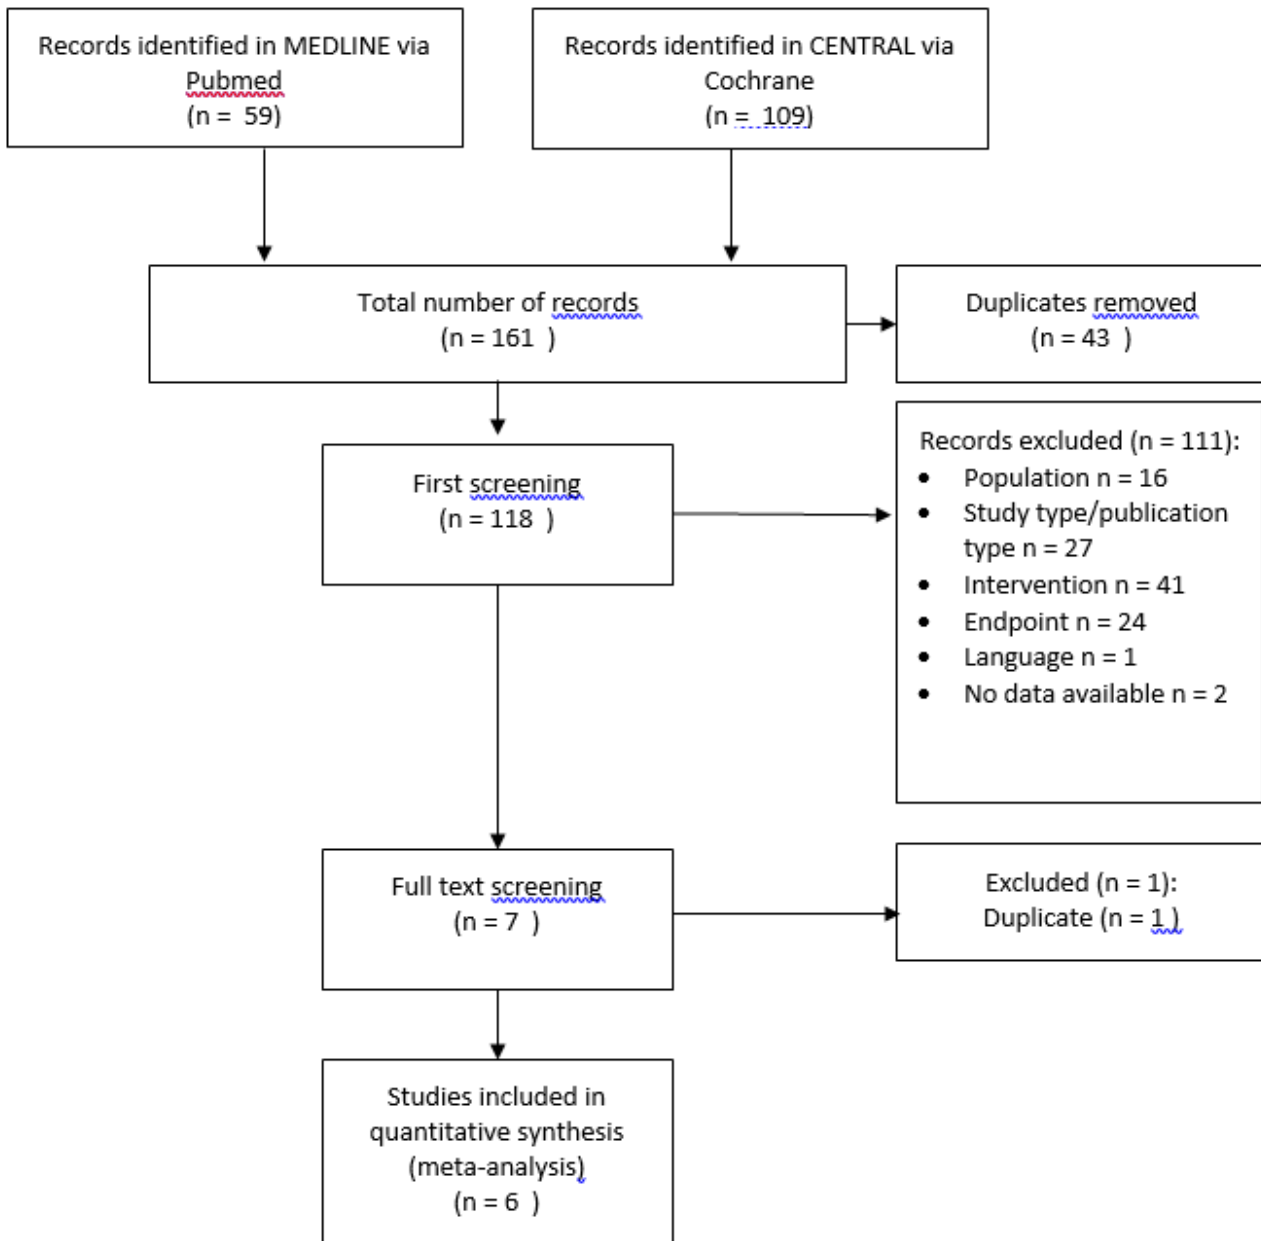 Records identified in MEDLINE via
Pubmed
(n =  59)
Records identified in CENTRAL via
Cochrane
(n =  109)
Total number of records
(n = 161  )
Duplicates removed
(n = 43  )
First screening
(n = 118  )
Records excluded (n = 111):
• Population n = 16
• Study type/publication
type n = 27
• Intervention n = 41
• Endpoint n = 24
• Language n = 1
• No data available n = 2
Full text screening
(n = 7  )
Excluded (n = 1):
Duplicate (n = 1 )
Studies included in
quantitative synthesis
(meta-analysis)
(n = 6  )